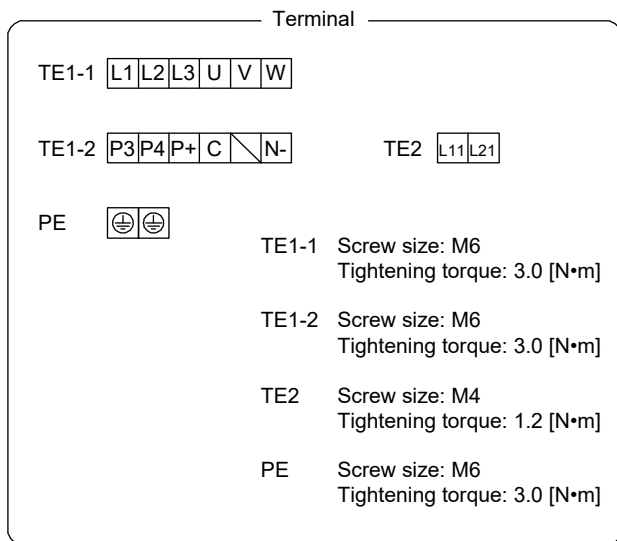 Terminal
TE1-1 L1 L2 L3 U V W
TE1-2 P3 P4 P+ C N- TE2 L11 L21
PE
TE1-1 Screw size: M6
Tightening torque: 3.0 [N•m]
TE1-2 Screw size: M6
Tightening torque: 3.0 [N•m]
TE2 Screw size: M4
Tightening torque: 1.2 [N•m]
PE Screw size: M6
Tightening torque: 3.0 [N•m]